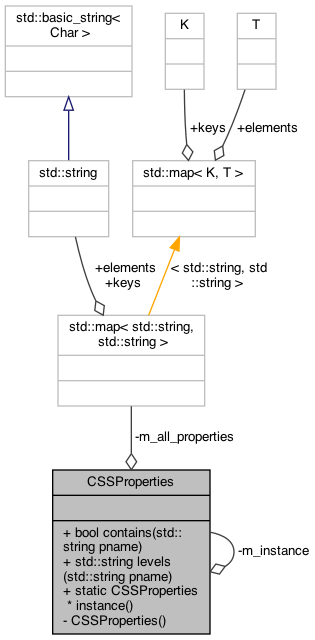 std::basic_string<
Char >
K
T
+keys
+elements
std::string
std::map< K, T >
+elements
+keys
< std::string, std
::string >
std::map< std::string,
std::string >
-m_all_properties
CSSProperties
+ bool contains(std::
string pname)
+ std::string levels
(std::string pname)
+ static CSSProperties
* instance()
- CSSProperties()
-m_instance